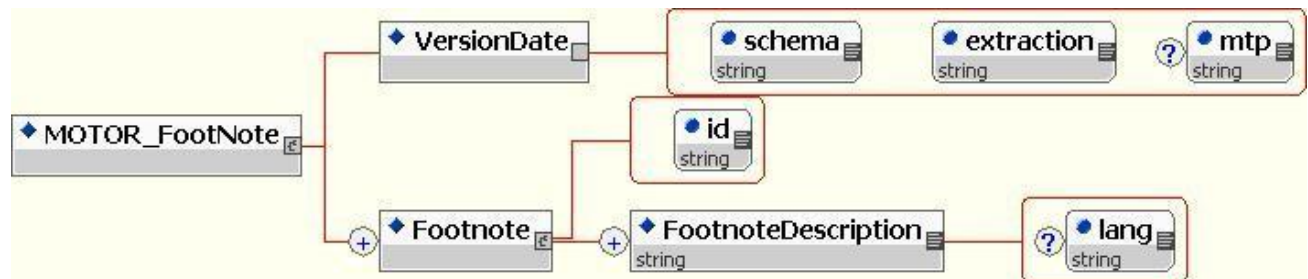 VersionDate
schema
string
extraction
string
?
mtp
string
MOTOR_FootNote
id
string
+
Footnote
+
FootnoteDescription
string
?
lang
string